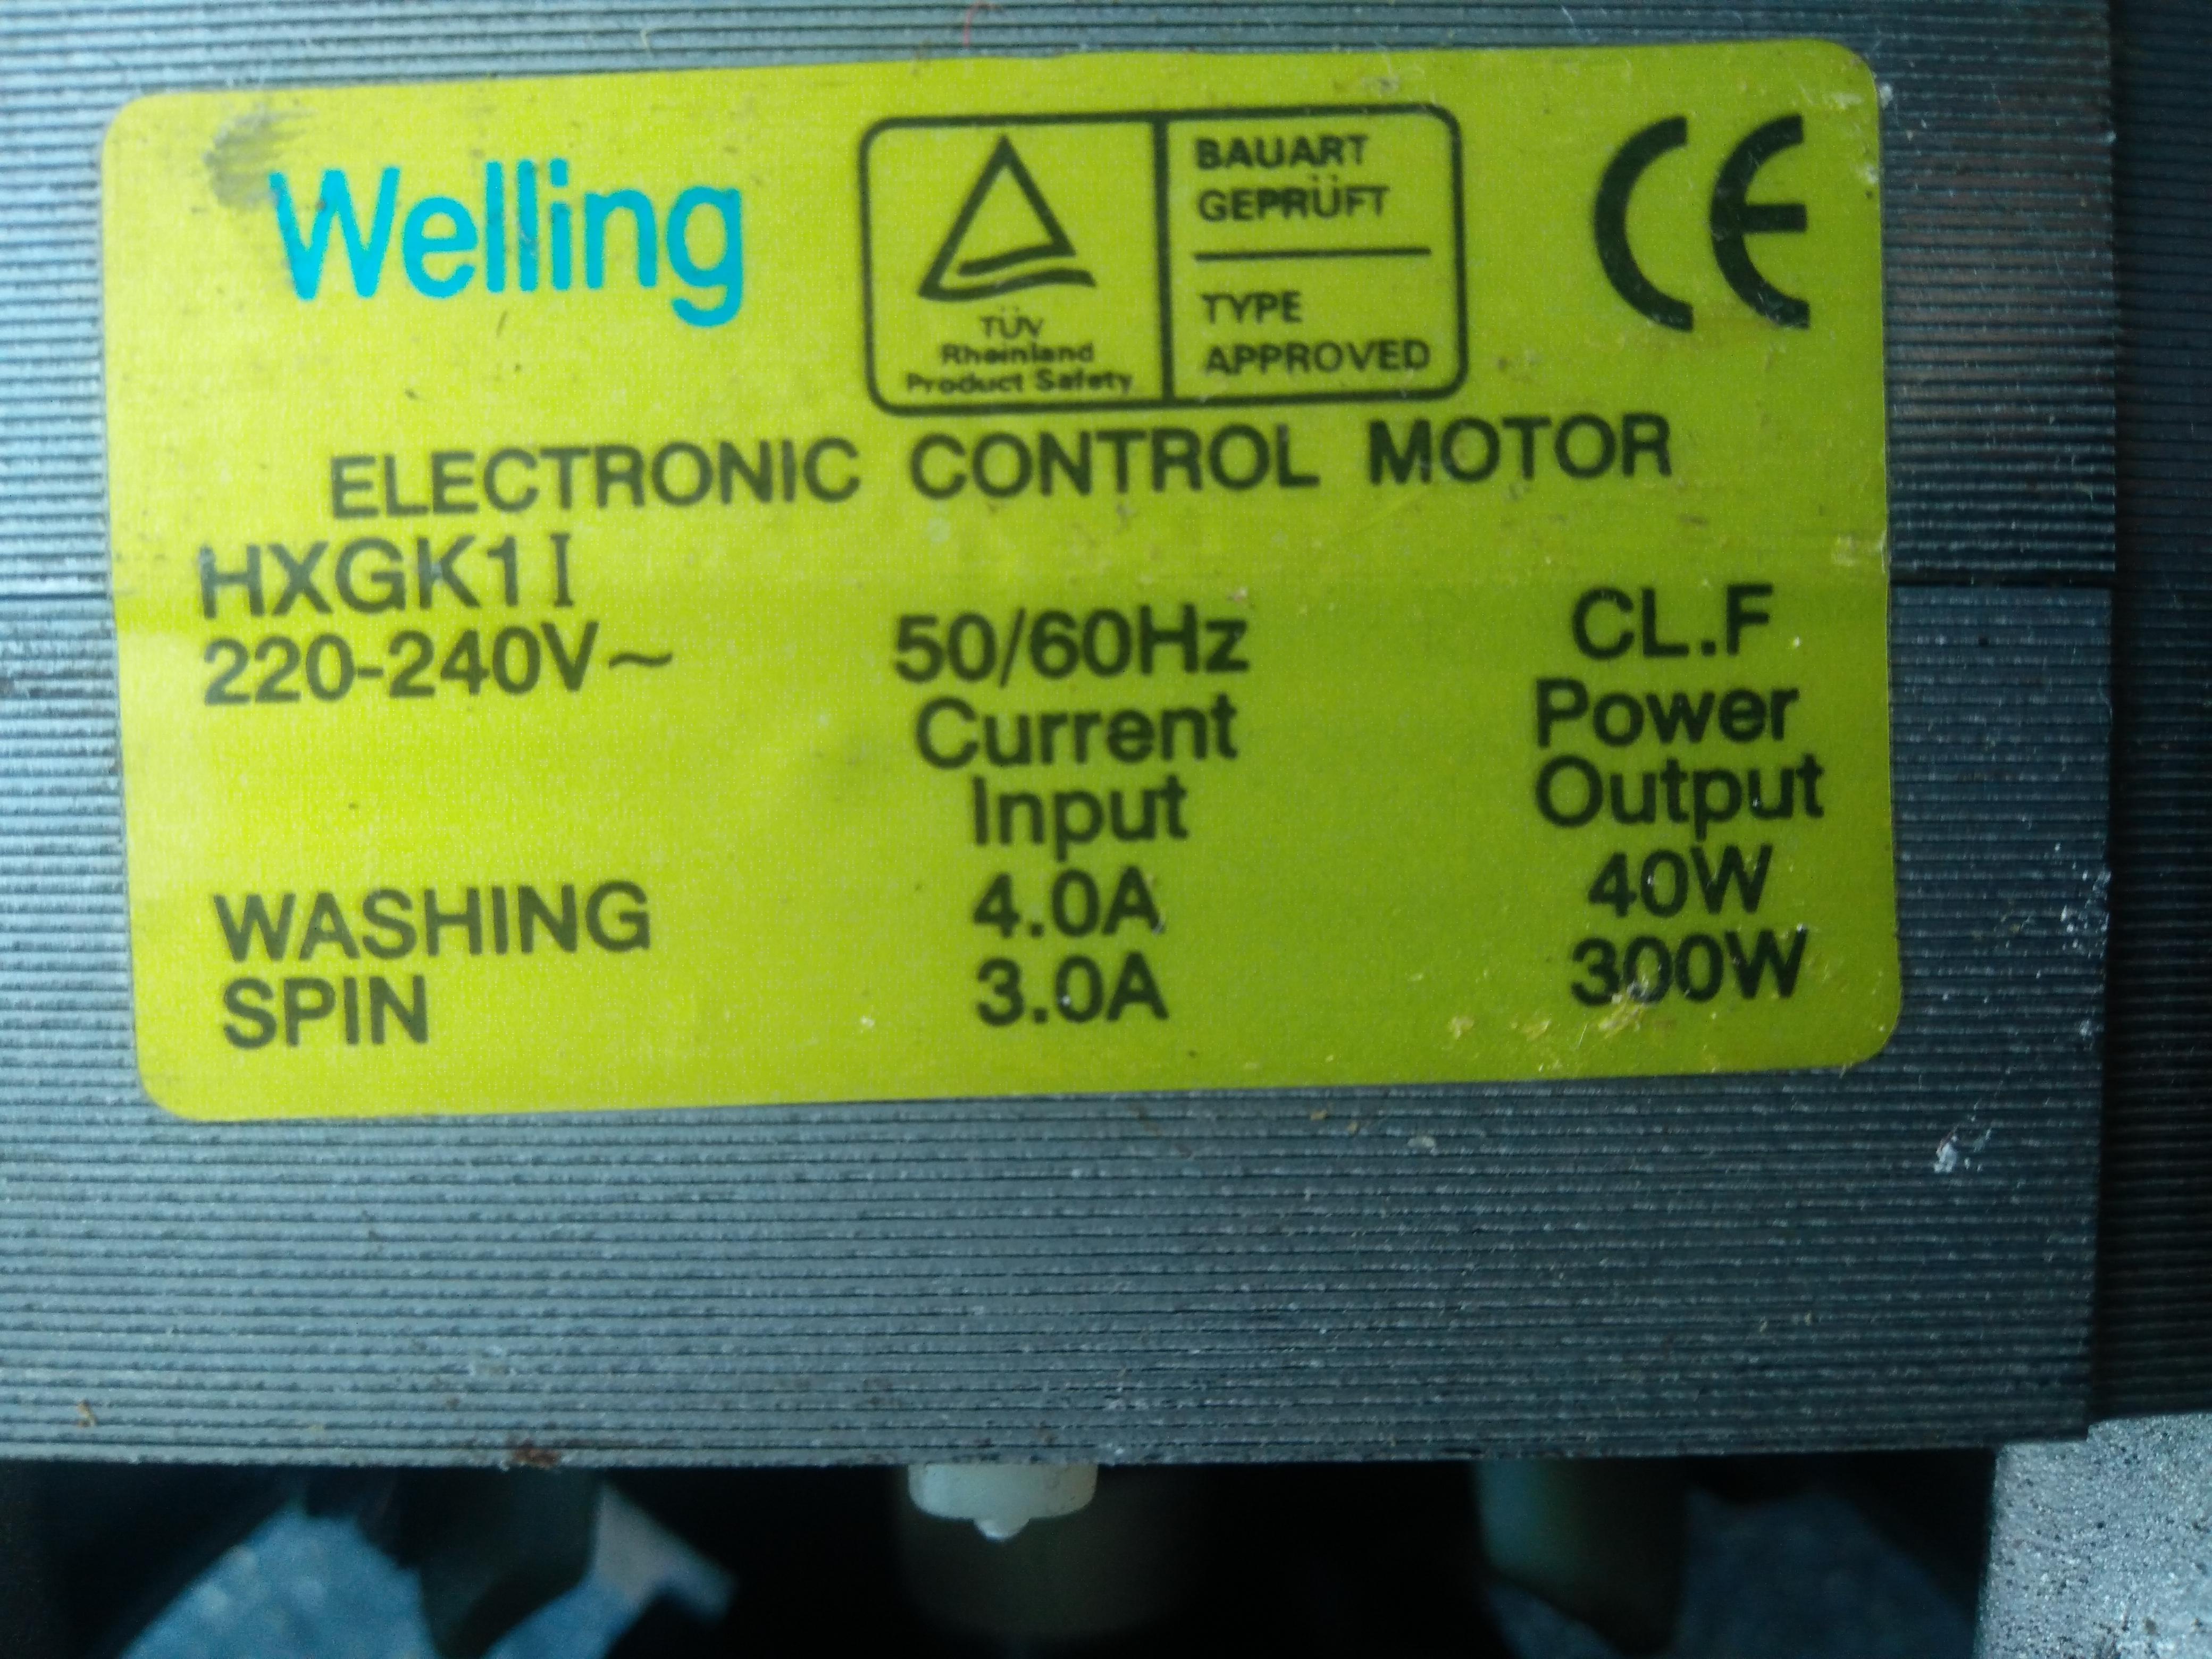 Welling
TÜV
Rheinland
Product Safety
BAUART
GEPRÜFT
TYPE
APPROVED
CE
ELECTRONIC CONTROL MOTOR
HXGK1I
220-240V~ 50/60Hz CL.F
Current Power
Input Output
WASHING 4.0A 40W
SPIN 3.0A 300W